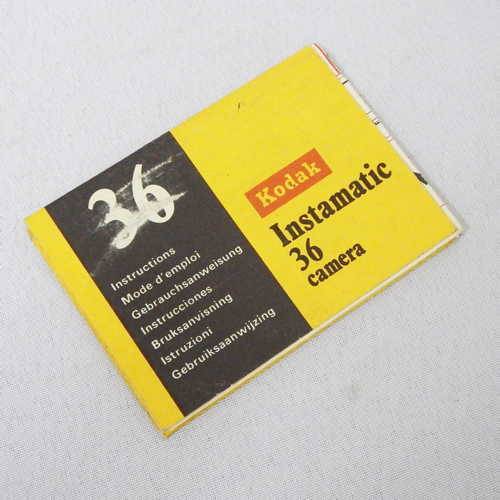 36
Instructions
Mode d'emploi
Gebrauchsanweisung
Instrucciones
Bruksanvisning
Istruzioni
Gebruiksaanwijzing
Kodak
Instamatic
36
camera